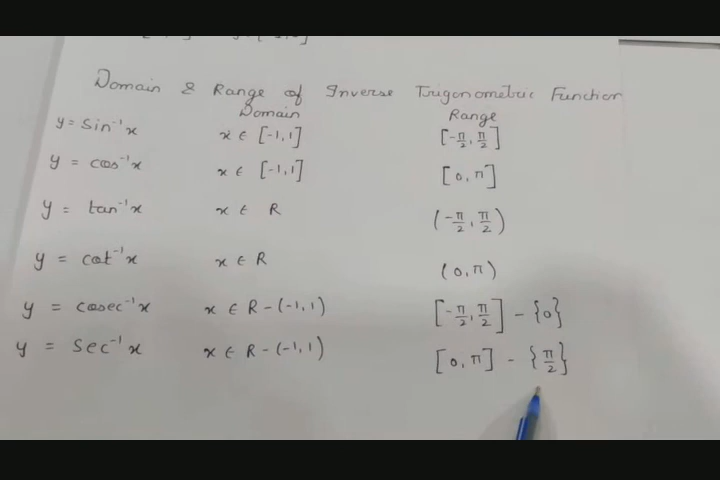 Domain & Range of Inverse Trigonometric Function
Domain Range
y = Sin⁻¹x x ∈ [-1,1] [-π/2, π/2]
y = cos⁻¹x x ∈ [-1,1] [0, π]
y = tan⁻¹x x ∈ R (-π/2, π/2)
y = cot⁻¹x x ∈ R (0, π)
y = cosec⁻¹x x ∈ R - (-1,1) [-π/2, π/2] - {0}
y = Sec⁻¹x x ∈ R - (-1,1) [0, π] - {π/2}